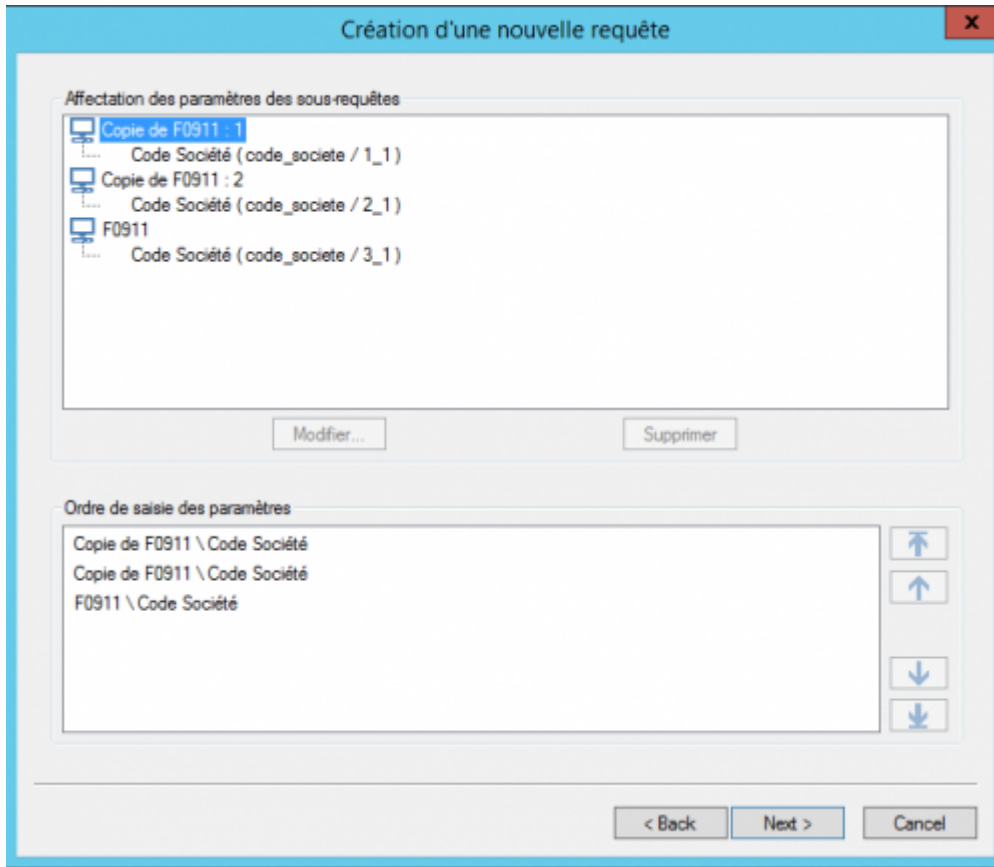 Création d'une nouvelle requête
x
Affectation des paramètres des sous-requêtes
Copie de F0911 : 1
Code Société ( code_societe / 1_1 )
Copie de F0911 : 2
Code Société ( code_societe / 2_1 )
F0911
Code Société ( code_societe / 3_1 )
Modifier...
Supprimer
Ordre de saisie des paramètres
Copie de F0911 \ Code Société
Copie de F0911 \ Code Société
F0911 \ Code Société
< Back
Next >
Cancel